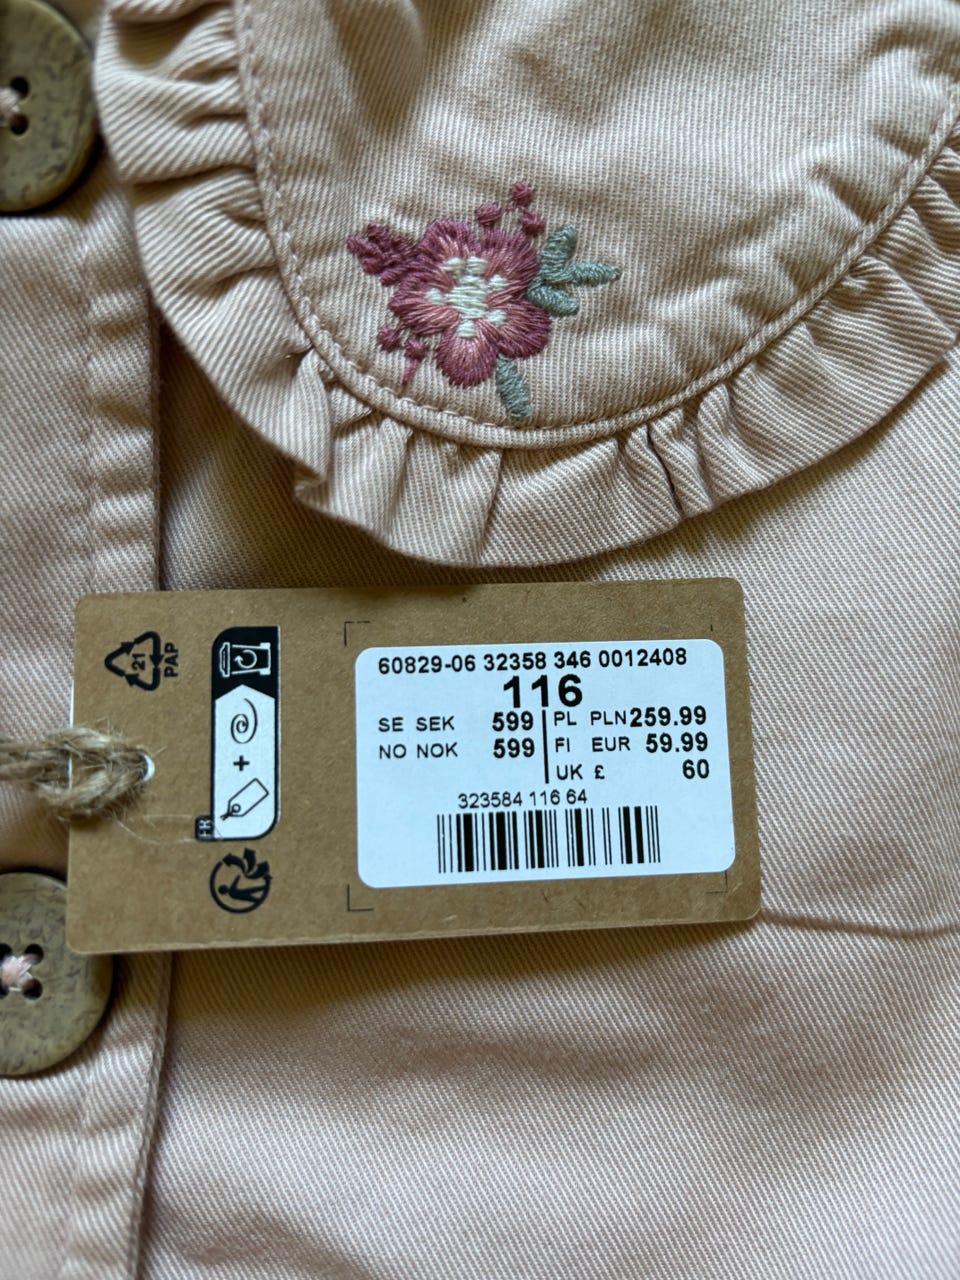 21
PAP
FR
60829-06 32358 346 0012408
116
SE SEK 599
NO NOK 599
PL PLN 259.99
FI EUR 59.99
UK £ 60
323584 116 64